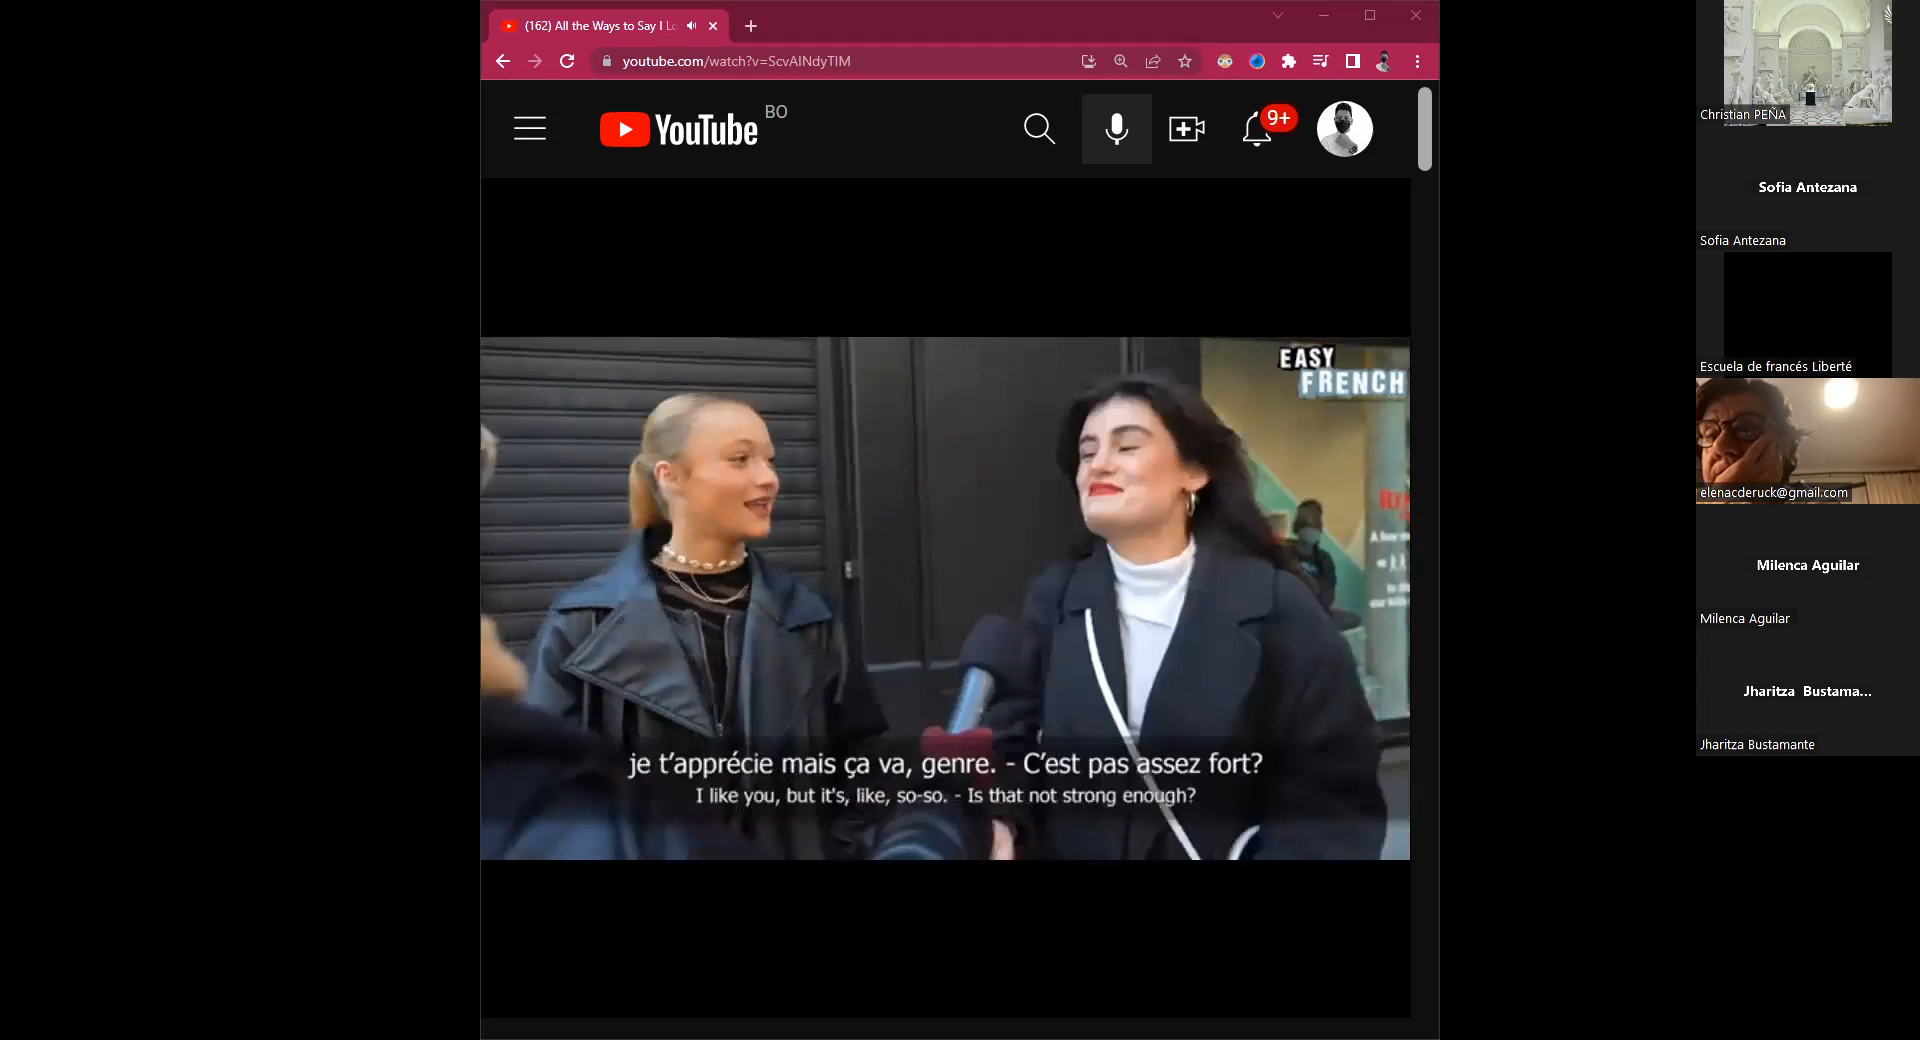 (162) All the Ways to Say I Lo
youtube.com/watch?v=ScvAINdyTIM
YouTube BO
9+
EASY
FRENCH
je t'apprécie mais ça va, genre. - C'est pas assez fort?
I like you, but it's, like, so-so. - Is that not strong enough?
Christian PEÑA
Sofia Antezana
Sofia Antezana
Escuela de francés Liberté
elenacderuck@gmail.com
Milenca Aguilar
Milenca Aguilar
Jharitza Bustama...
Jharitza Bustamante